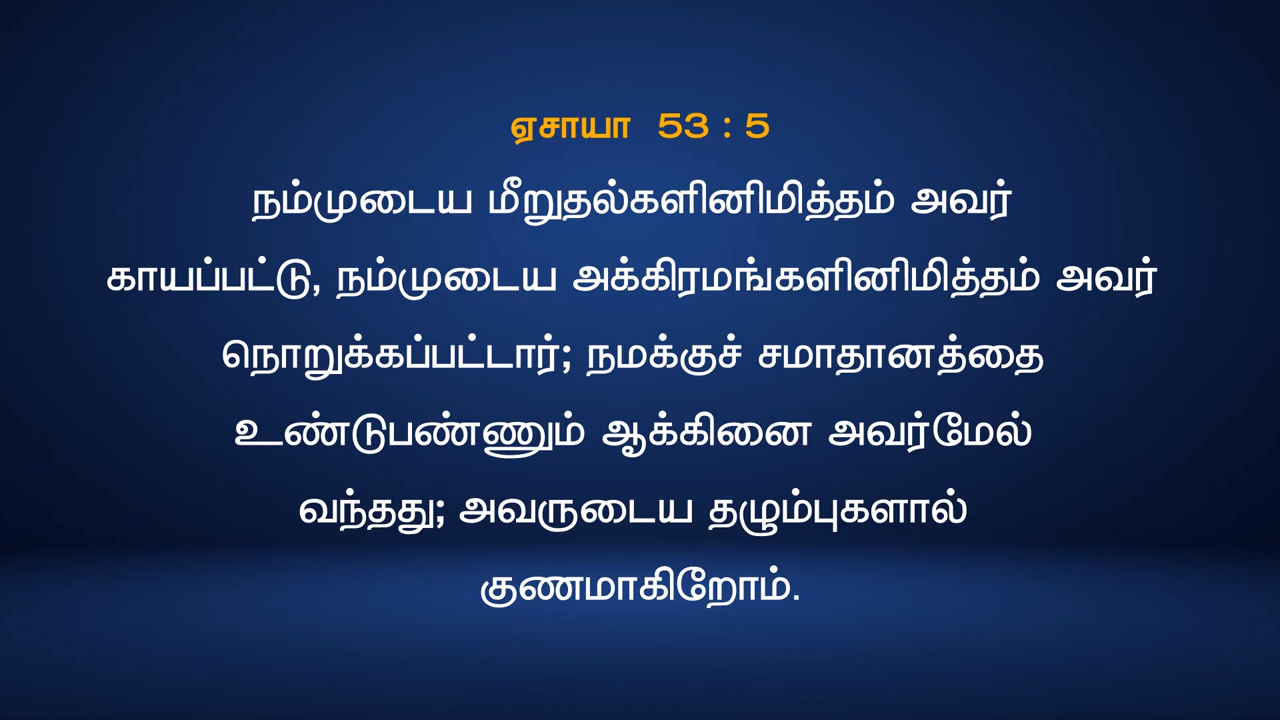 ஏசாயா 53 : 5
நம்முடைய மீறுதல்களினிமித்தம் அவர்
காயப்பட்டு, நம்முடைய அக்கிரமங்களினிமித்தம் அவர்
நொறுக்கப்பட்டார்; நமக்குச் சமாதானத்தை
உண்டுபண்ணும் ஆக்கினை அவர்மேல்
வந்தது; அவருடைய தழும்புகளால்
குணமாகிறோம்.